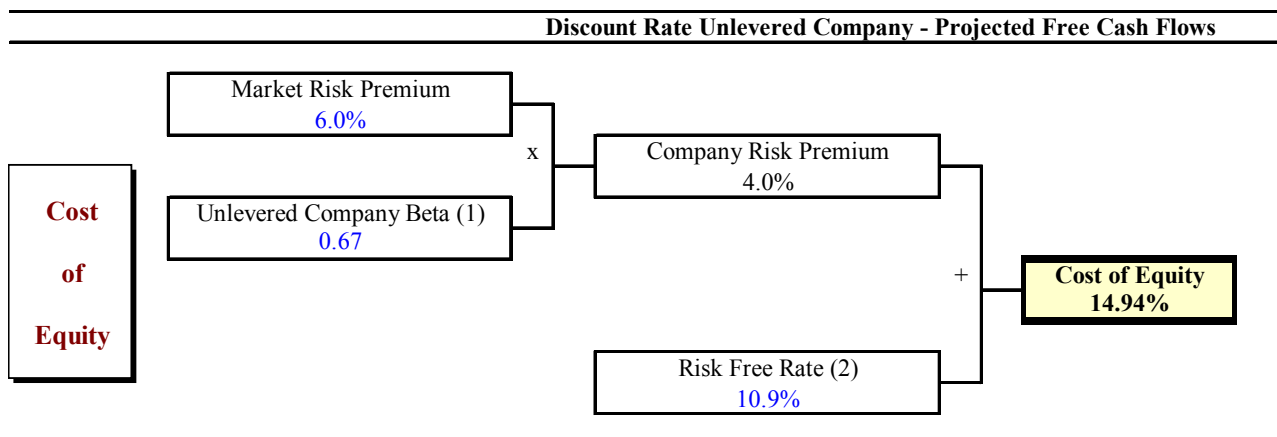 Discount Rate Unlevered Company - Projected Free Cash Flows
Market Risk Premium
6.0%
x
Company Risk Premium
4.0%
Cost
of
Equity
Unlevered Company Beta (1)
0.67
+
Cost of Equity
14.94%
Risk Free Rate (2)
10.9%